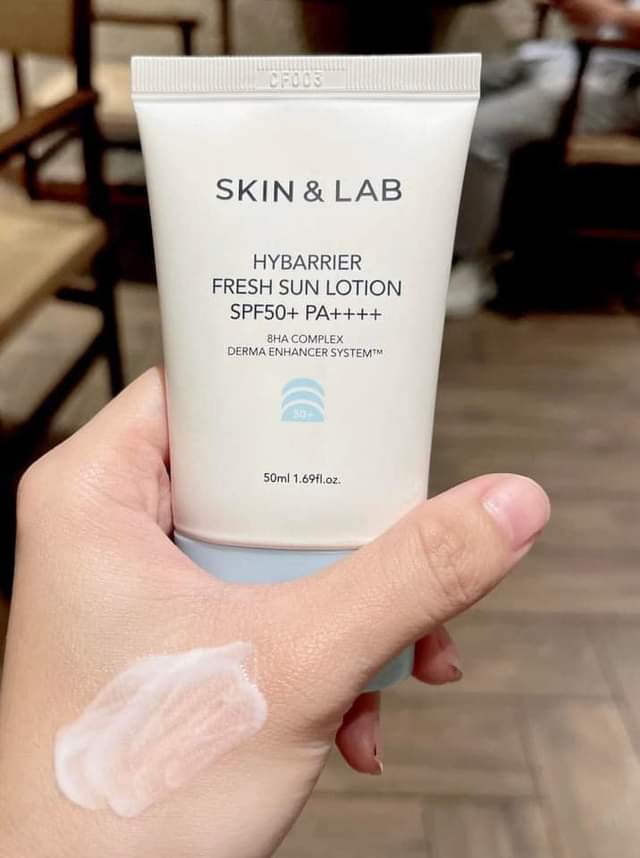 CF003
SKIN & LAB
HYBARRIER
FRESH SUN LOTION
SPF50+ PA++++
8HA COMPLEX
DERMA ENHANCER SYSTEM™
50+
50ml 1.69fl.oz.